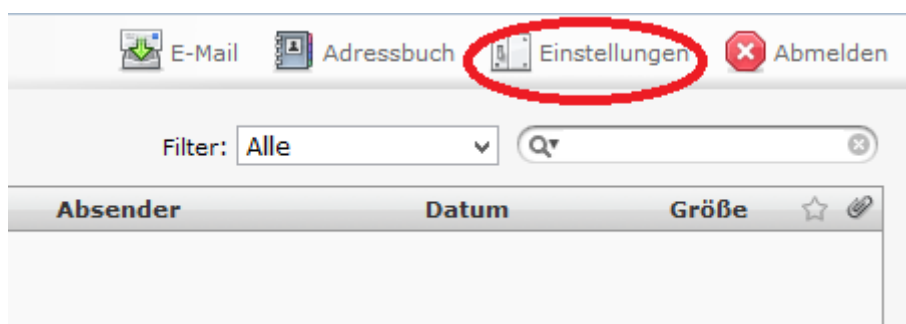 E-Mail Adressbuch Einstellungen Abmelden
Filter: Alle
Absender Datum Größe